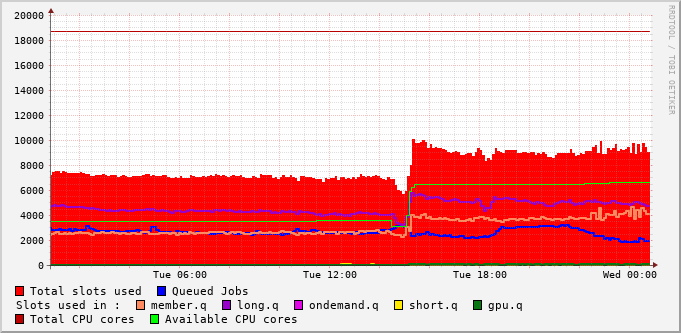 20000
18000
16000
14000
12000
10000
8000
6000
4000
2000
0
Tue 06:00 Tue 12:00 Tue 18:00 Wed 00:00
RRDTOOL / TOBI OETIKER
Total slots used Queued Jobs
Slots used in : member.q long.q ondemand.q short.q gpu.q
Total CPU cores Available CPU cores